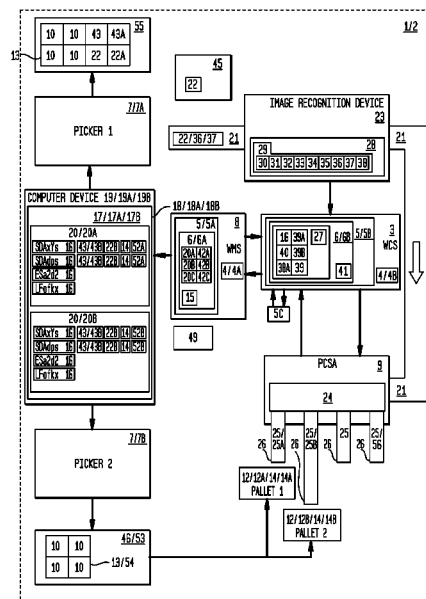 1/2
55
10 10 43 43A
10 10 22 22A
13
45
22
7/7A
PICKER 1
IMAGE RECOGNITION DEVICE
23
28
29
30 31 32 33 34 35 36 37 38
22/36/37
21
21
COMPUTER DEVICE 19/19A/19B
18/18A/18B
17/17A/17B
20/20A
SDAxYs 16 43/43B 22B 14 52A
SDAdps 16 43/43B 22B 14 52A
ESa2d2 16
LFefkx 16
20/20B
SDAxYs 16 43/43B 22B 14 52B
SDAdps 16 43/43B 22B 14 52B
ESa2d2 16
LFefkx 16
8
5/5A
6/6A
20A 42A
20B 42B
20C 42C
15
WMS
4/4A
49
3
5/5B
6/6B
16 39A
40 39B
38A 39
27
41
WCS
4/4B
5C
PCSA
9
24
21
25/25A
25/25B
25
25/56
26
26
26
26
7/7B
PICKER 2
12/12A/14/14A
PALLET 1
12/12B/14/14B
PALLET 2
46/53
10 10
10 10
13/54